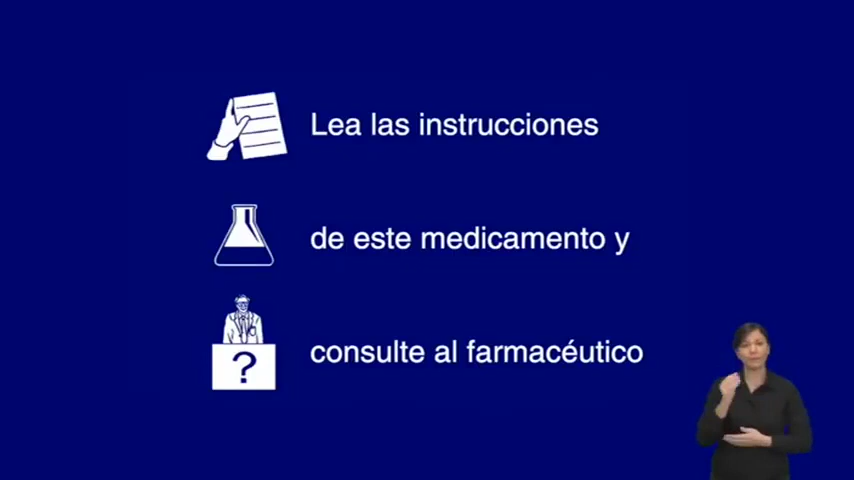 Lea las instrucciones
de este medicamento y
?
consulte al farmacéutico